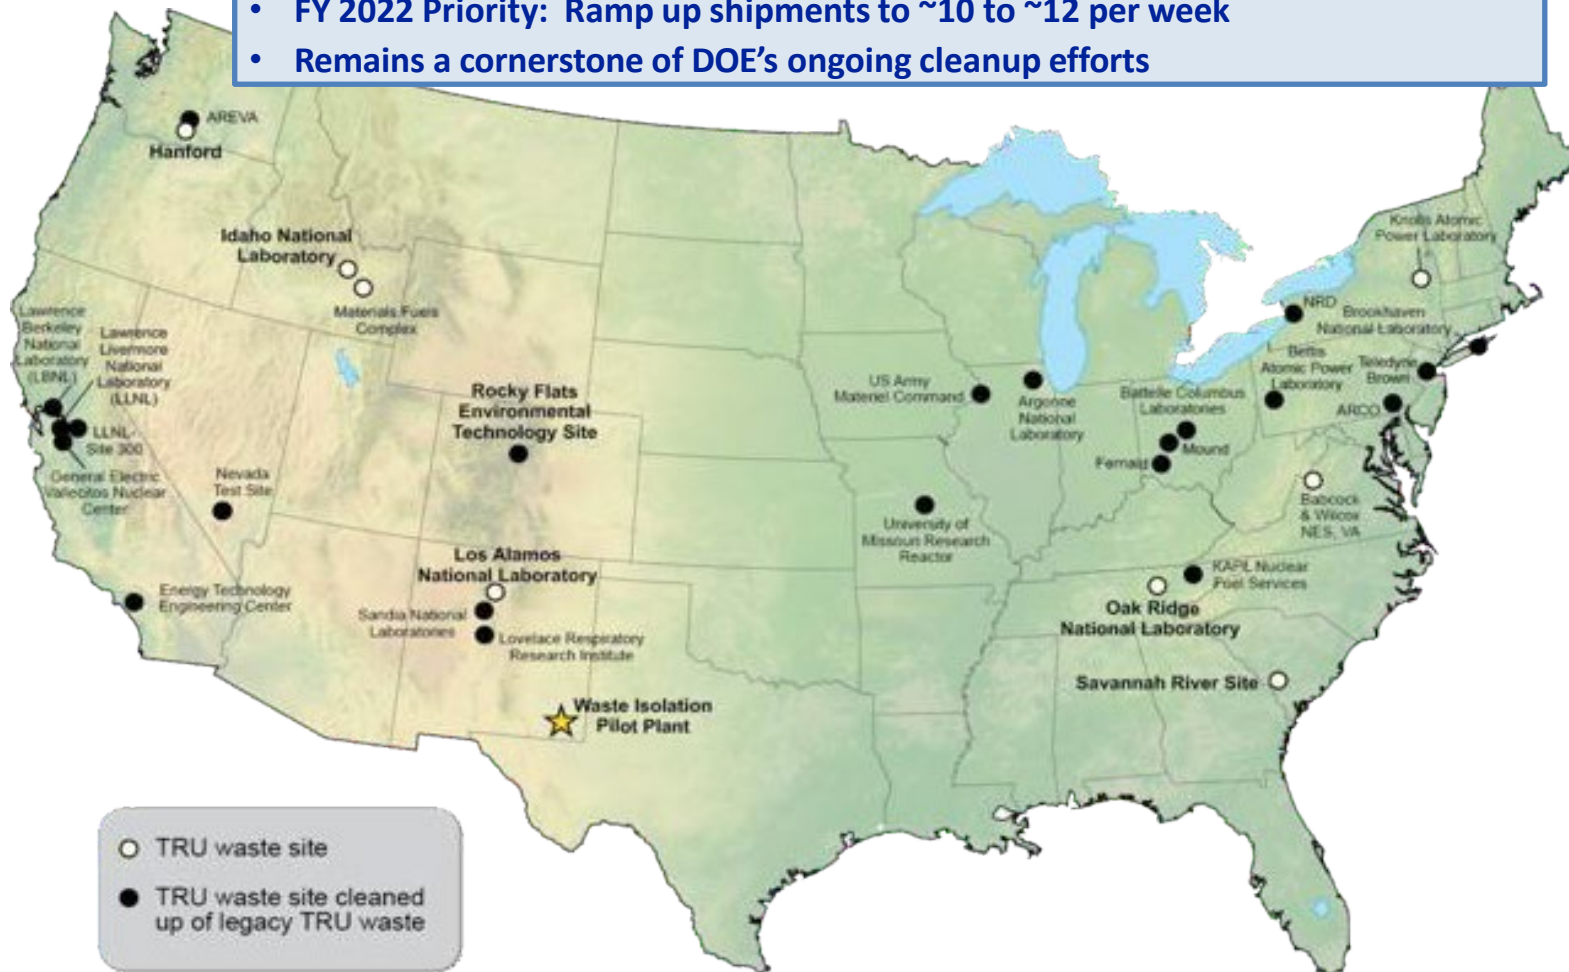 • FY 2022 Priority: Ramp up shipments to ~10 to ~12 per week
• Remains a cornerstone of DOE's ongoing cleanup efforts
AREVA
Hanford
Idaho National
Laboratory
Materials Fuels
Complex
Lawrence
Berkeley
National
Laboratory
(LBNL)
Lawrence
Livermore
National
Laboratory
(LLNL)
LLNL-
Site 300
General Electric
Vallecitos Nuclear
Center
Nevada
Test Site
Energy Technology
Engineering Center
Rocky Flats
Environmental
Technology Site
Los Alamos
National Laboratory
Sandia National
Laboratories
Lovelace Respiratory
Research Institute
Waste Isolation
Pilot Plant
US Army
Materiel Command
Argonne
National
Laboratory
University of
Missouri Research
Reactor
Battelle Columbus
Laboratories
Mound
Fernald
Knolls Atomic
Power Laboratory
NRD
Brookhaven
National Laboratory
Bettis
Atomic Power
Laboratory
Teledyne
Brown
ARCO
Babcock
& Wilcox
NES, VA
KAPL Nuclear
Fuel Services
Oak Ridge
National Laboratory
Savannah River Site
TRU waste site
TRU waste site cleaned
up of legacy TRU waste